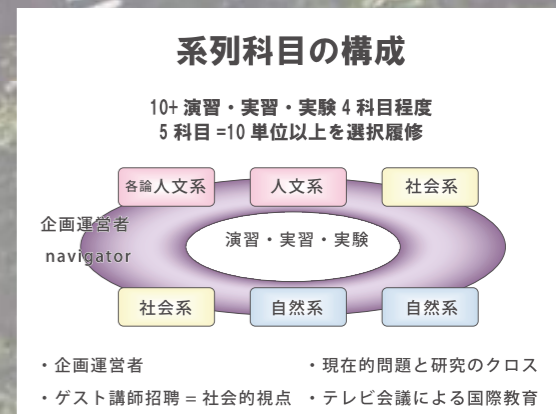 系列科目の構成
10+ 演習・実習・実験 4 科目程度
5 科目 =10 単位以上を選択履修
各論人文系
人文系
社会系
企画運営者
navigator
演習・実習・実験
社会系
自然系
自然系
・企画運営者
・現在的問題と研究のクロス
・ゲスト講師招聘 = 社会的視点
・テレビ会議による国際教育